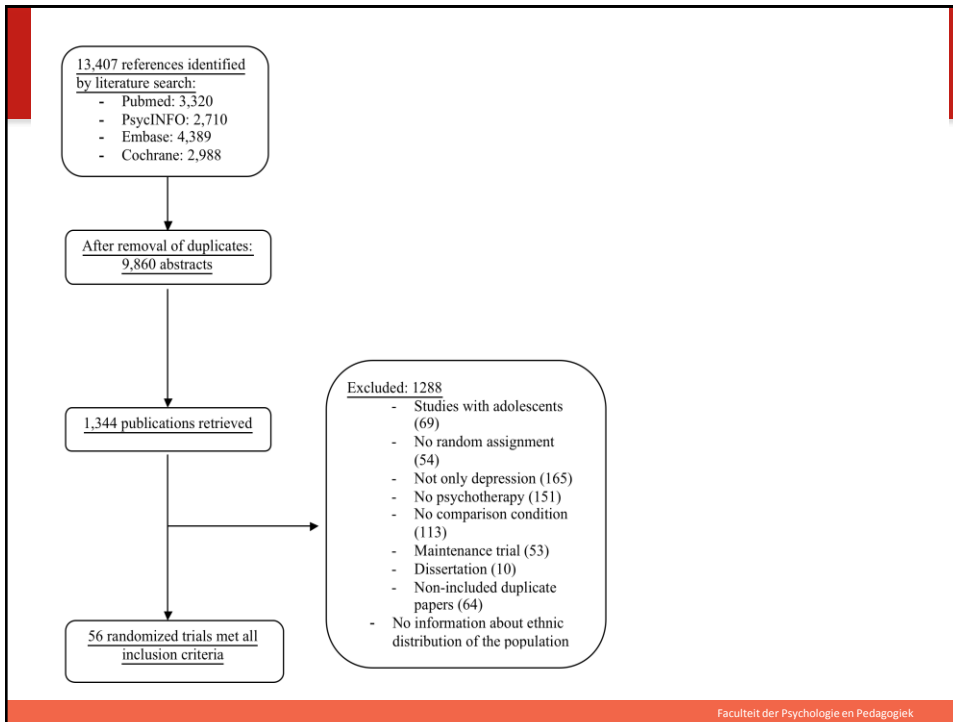 13,407 references identified
by literature search:
- Pubmed: 3,320
- PsycINFO: 2,710
- Embase: 4,389
- Cochrane: 2,988
After removal of duplicates:
9,860 abstracts
1,344 publications retrieved
Excluded: 1288
- Studies with adolescents
(69)
- No random assignment
(54)
- Not only depression (165)
- No psychotherapy (151)
- No comparison condition
(113)
- Maintenance trial (53)
- Dissertation (10)
- Non-included duplicate
papers (64)
- No information about ethnic
distribution of the population
56 randomized trials met all
inclusion criteria
Faculteit der Psychologie en Pedagogiek